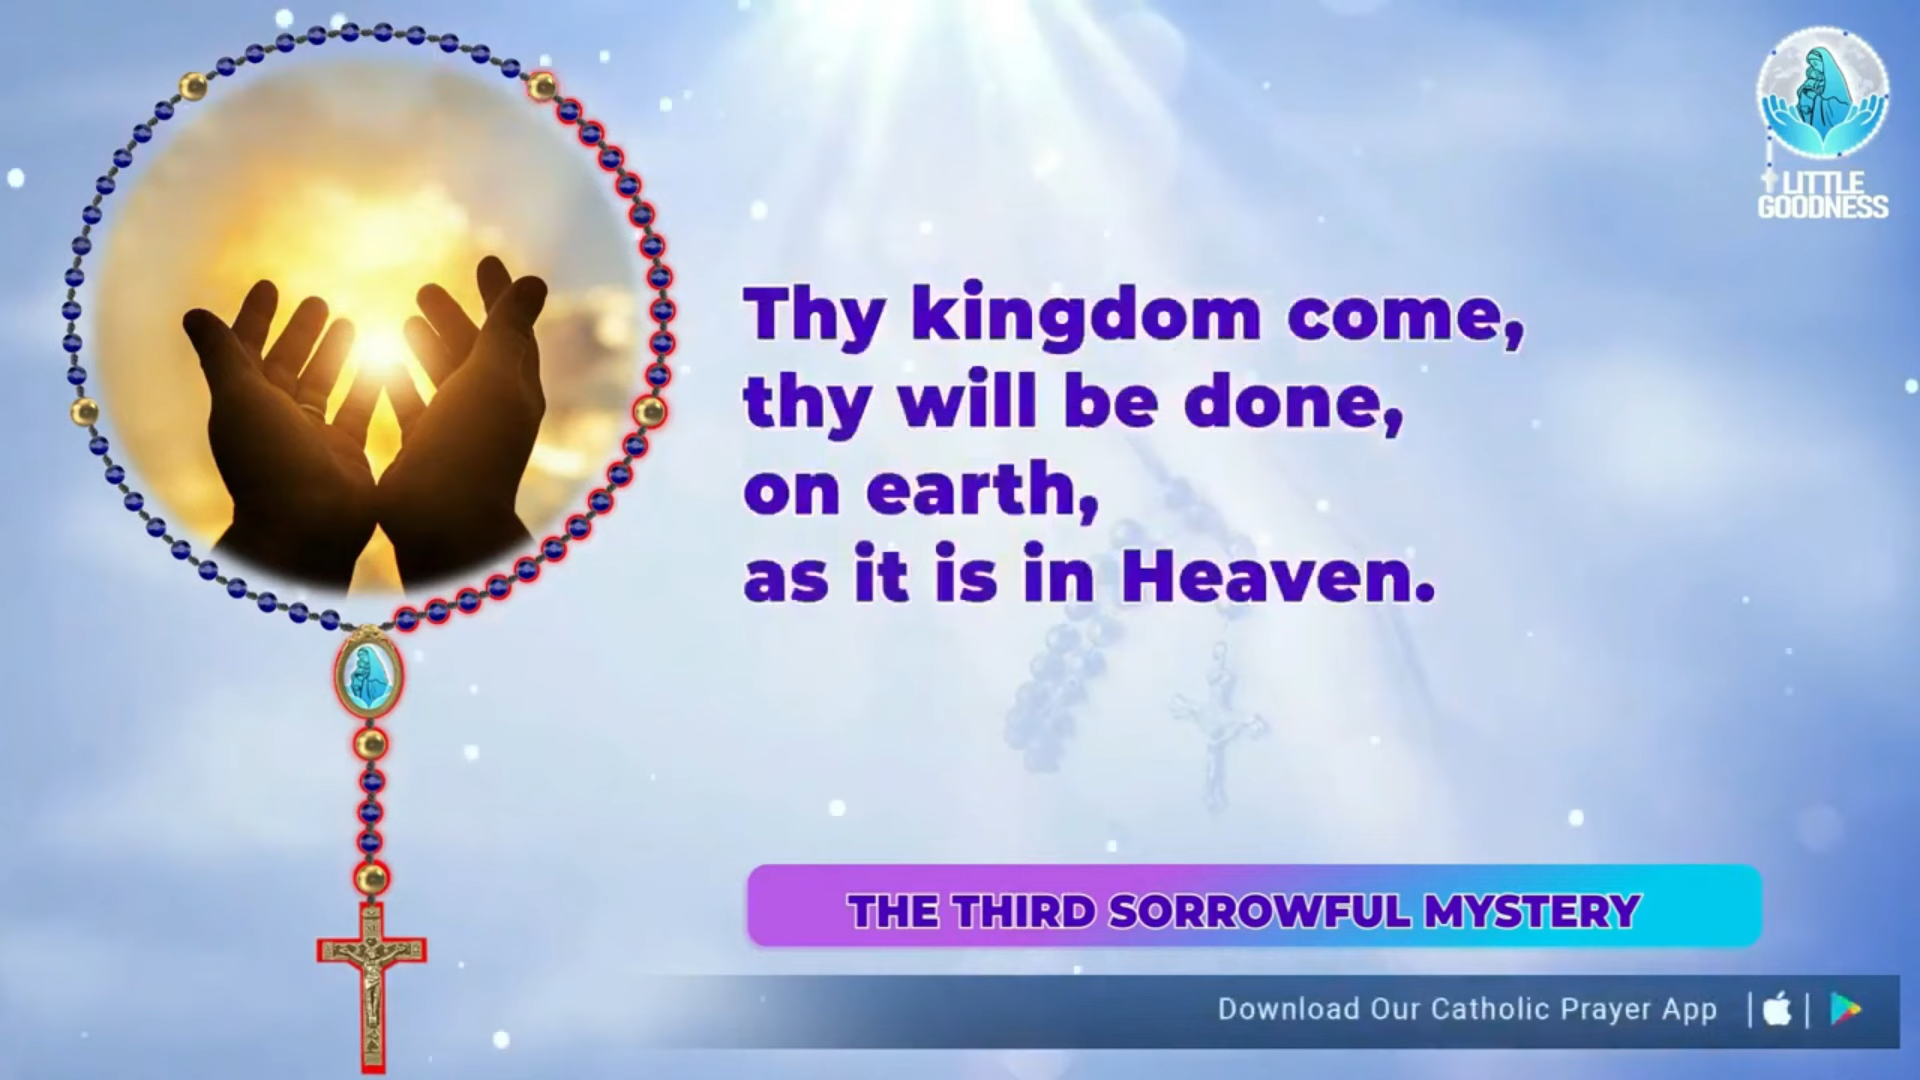 LITTLE
GOODNESS
Thy kingdom come,
thy will be done,
on earth,
as it is in Heaven.
THE THIRD SORROWFUL MYSTERY
Download Our Catholic Prayer App